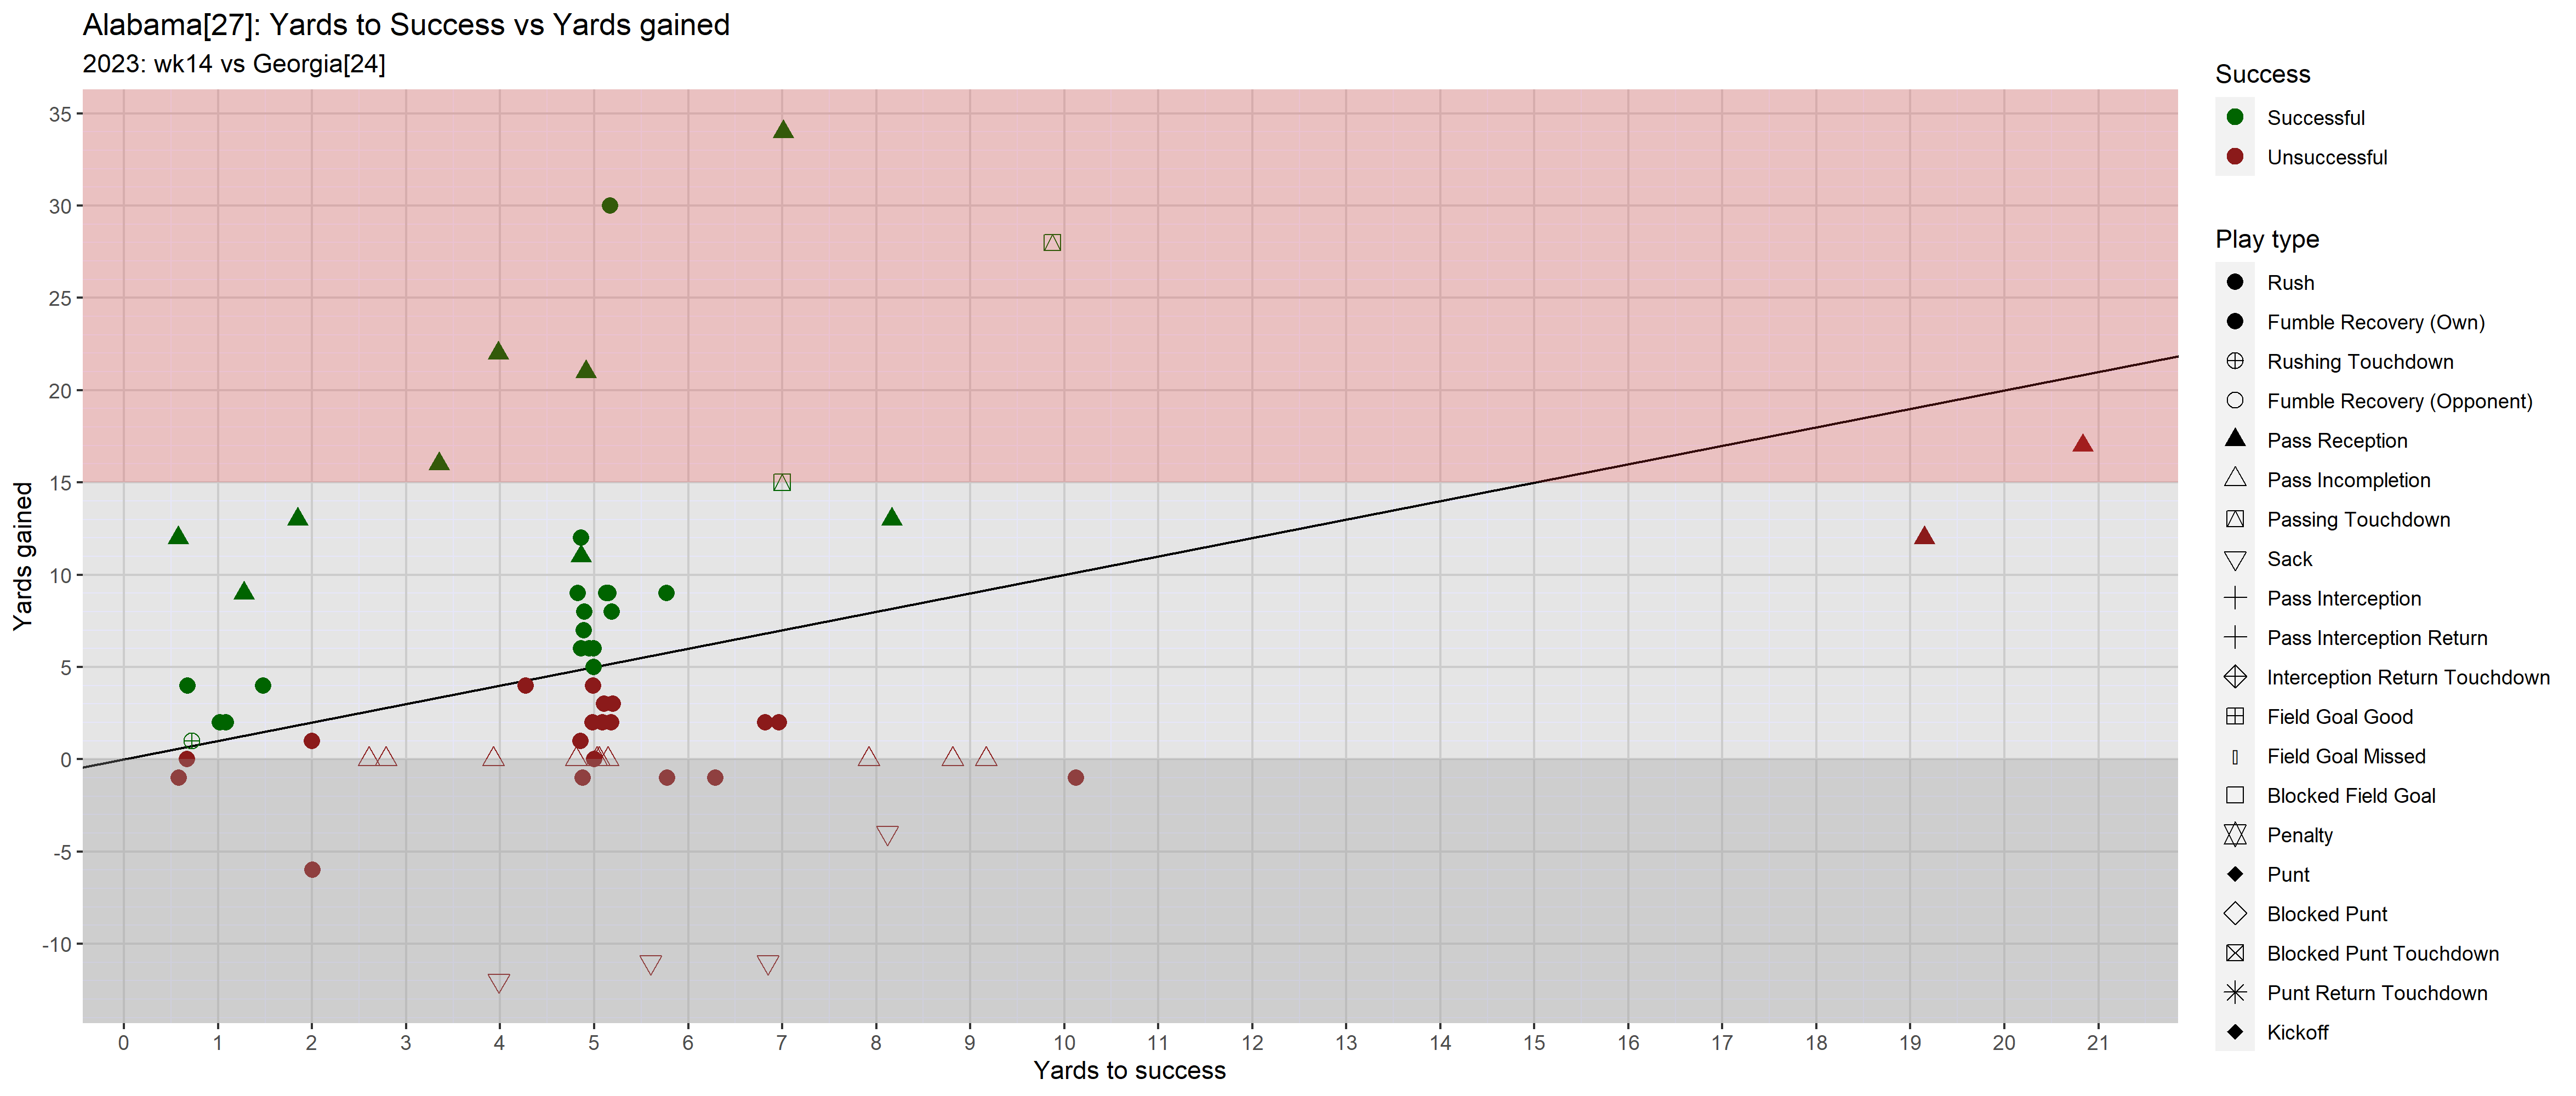 Alabama[27]: Yards to Success vs Yards gained
2023: wk14 vs Georgia[24]
Yards gained
35
30
25
20
15
10
5
0
-5
-10
0 1 2 3 4 5 6 7 8 9 10 11 12 13 14 15 16 17 18 19 20 21
Yards to success
Success
Successful
Unsuccessful
Play type
Rush
Fumble Recovery (Own)
Rushing Touchdown
Fumble Recovery (Opponent)
Pass Reception
Pass Incompletion
Passing Touchdown
Sack
Pass Interception
Pass Interception Return
Interception Return Touchdown
Field Goal Good
Field Goal Missed
Blocked Field Goal
Penalty
Punt
Blocked Punt
Blocked Punt Touchdown
Punt Return Touchdown
Kickoff